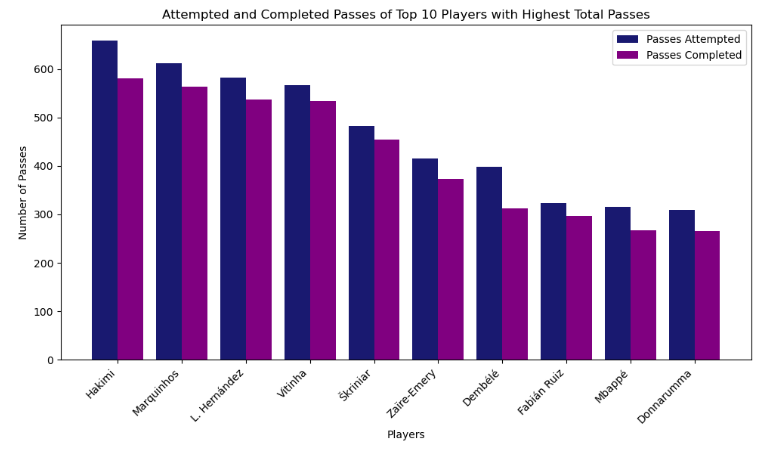 Attempted and Completed Passes of Top 10 Players with Highest Total Passes
Passes Attempted
Passes Completed
Number of Passes
600
500
400
300
200
100
0
Hakimi
Marquinhos
L. Hernández
Vitinha
Škriniar
Zaïre-Emery
Dembélé
Fabián Ruiz
Mbappé
Donnarumma
Players